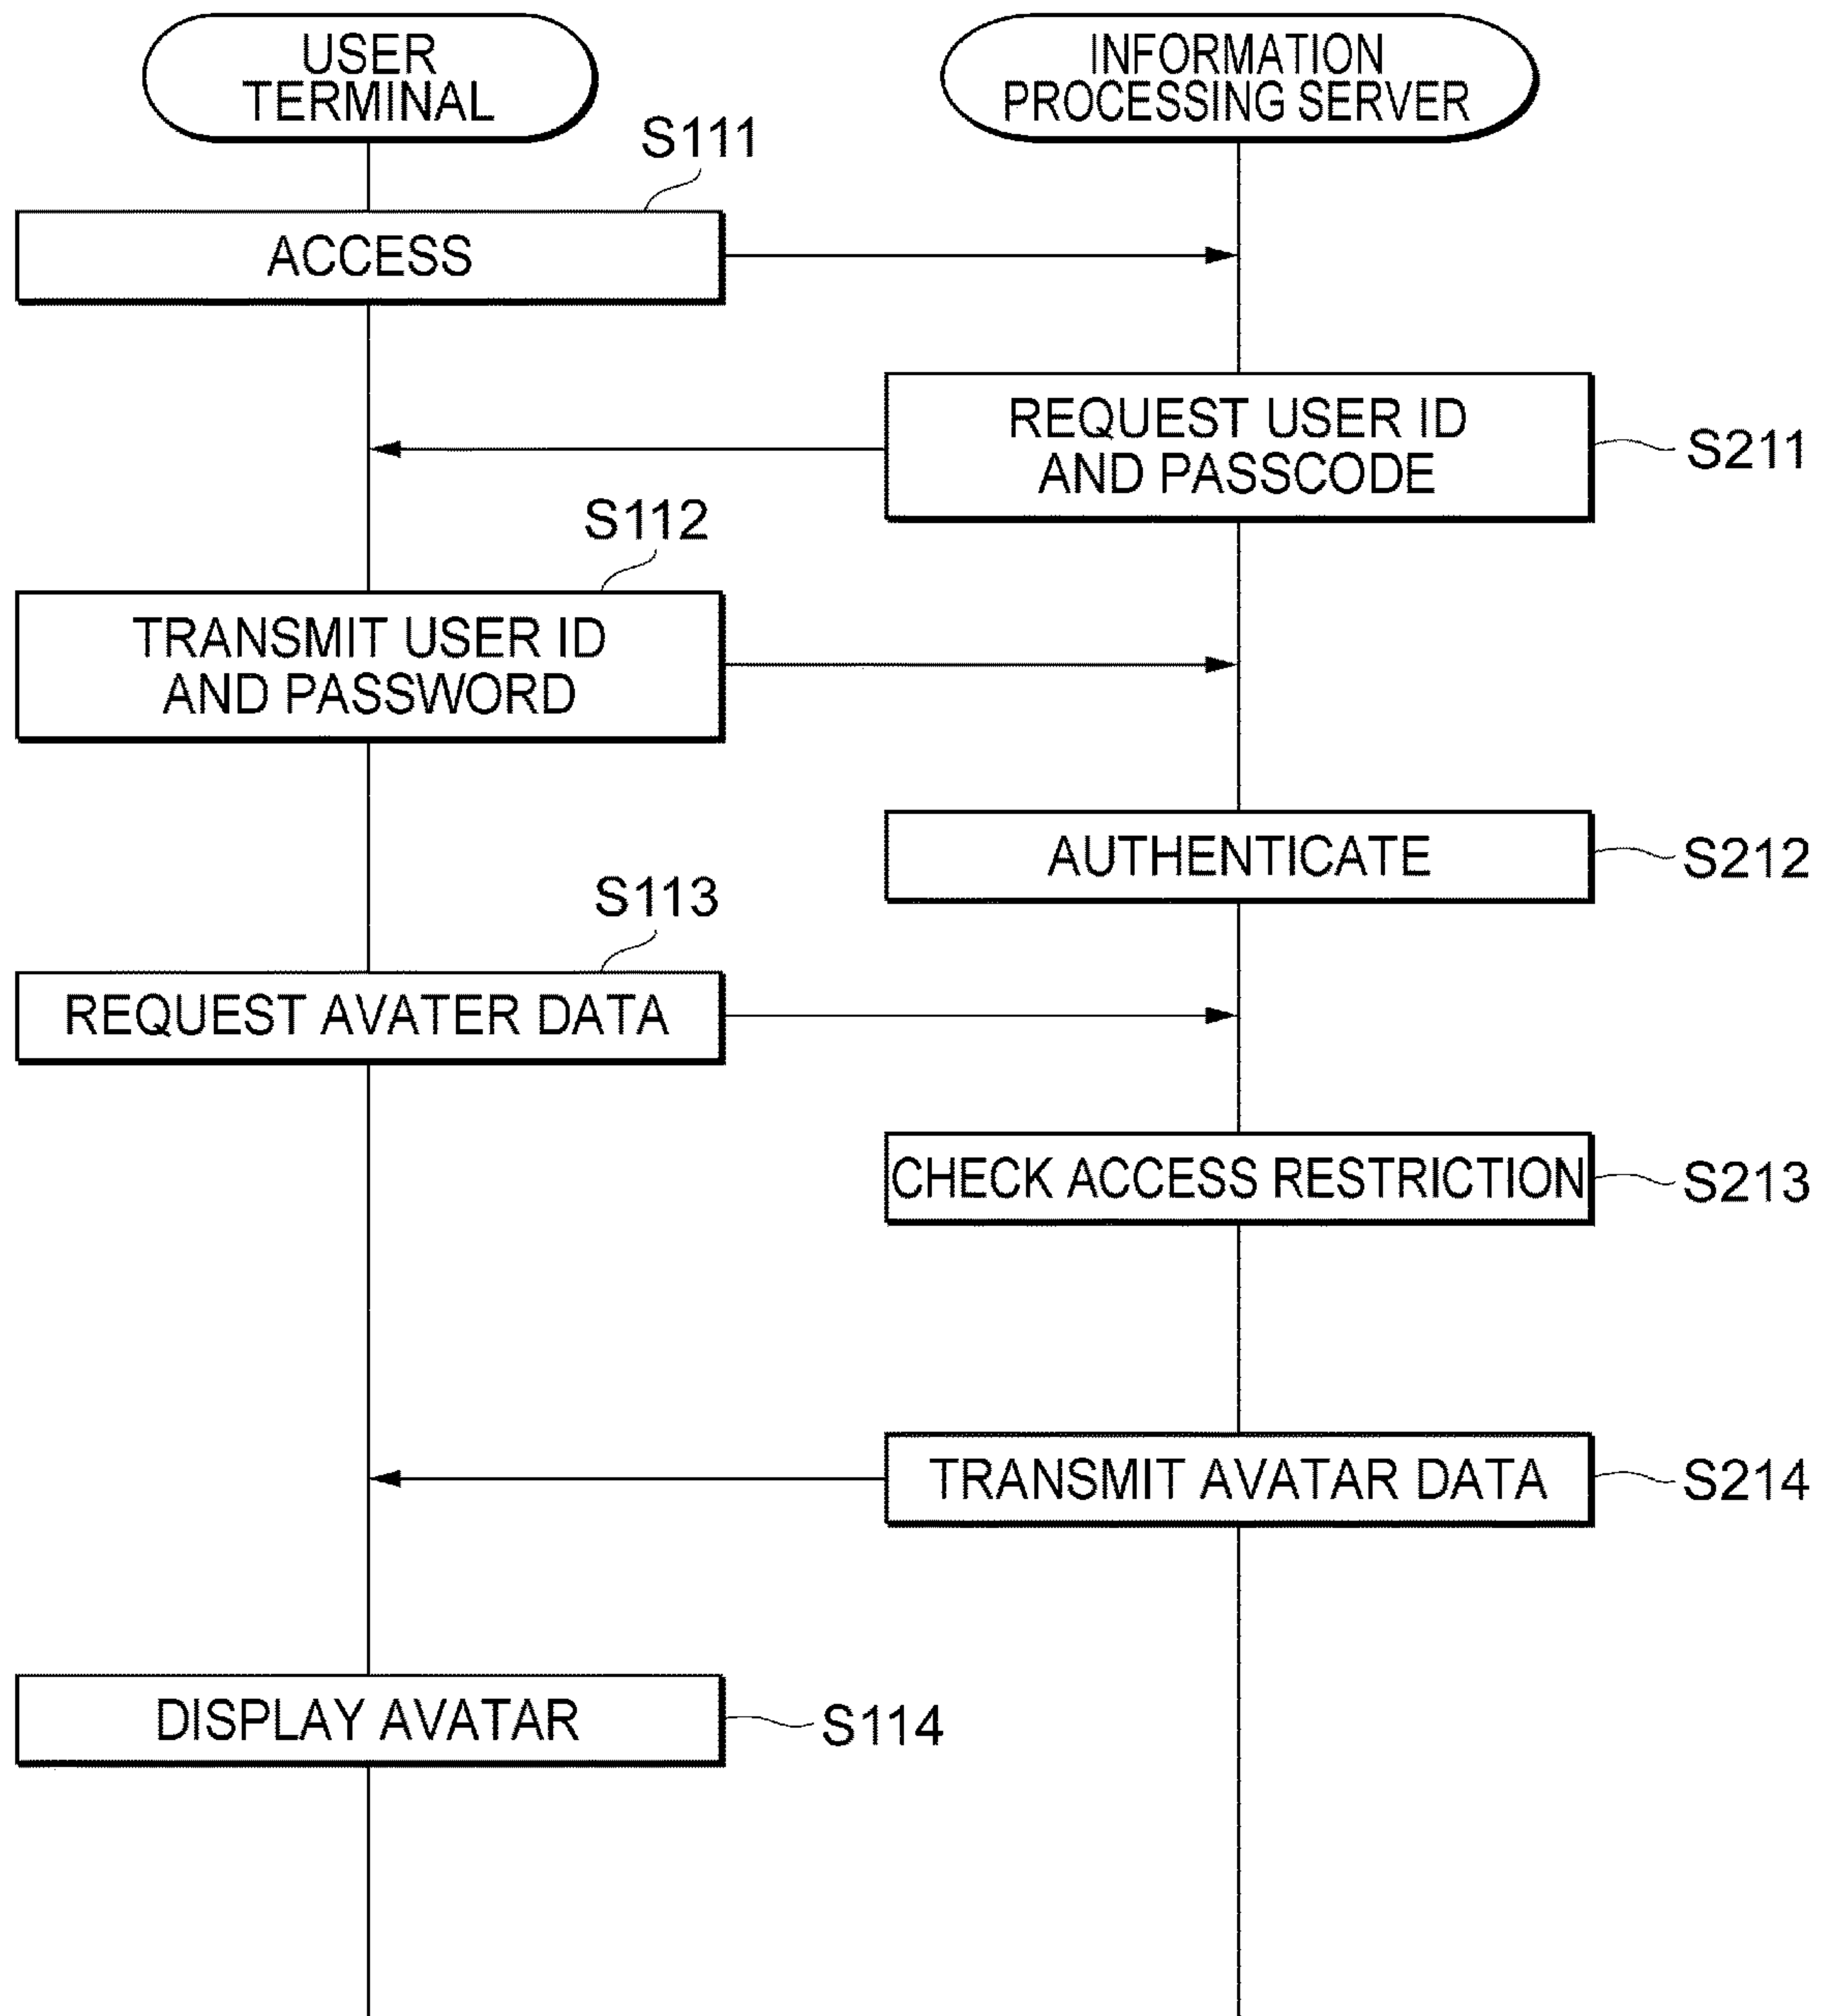 USER
TERMINAL
INFORMATION
PROCESSING SERVER
S111
ACCESS
REQUEST USER ID
AND PASSCODE
S211
S112
TRANSMIT USER ID
AND PASSWORD
AUTHENTICATE
S212
S113
REQUEST AVATER DATA
CHECK ACCESS RESTRICTION
S213
TRANSMIT AVATAR DATA
S214
DISPLAY AVATAR
S114